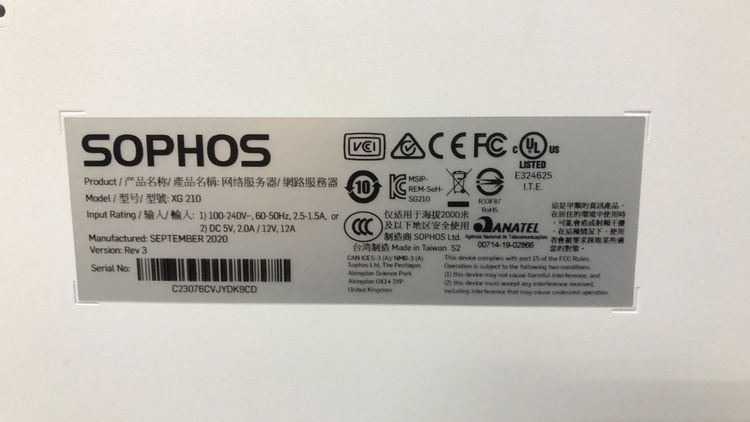 SOPHOS
Product / 产品名称/ 產品名稱: 网络服务器/ 網路服務器
Model / 型号/ 型號: XG 210
Input Rating / 输入/ 輸入: 1) 100-240V~, 60-50Hz, 2.5-1.5A, or
2) DC 5V, 2.0A / 12V, 12A
Manufactured: SEPTEMBER 2020
Version: Rev 3
Serial No:
C23076CVJYDK9CD
VCCI
CE FC
c UL US
LISTED
E324625
I.T.E.
10
MSIP-
REM-SoH-
SG210
R33F87
RoHS
CCC
仅适用于海拔2000米
及以下地区安全使用
制造商 SOPHOS Ltd.
台湾制造 Made in Taiwan S2
ANATEL
Agência Nacional de Telecomunicações
00714-19-02866
這是甲類的資訊產品,
在居住的環境中使用時
,可能會造成射頻干擾
,在這種情況下,使用
者會被要求採取某些適
當的對策。
CAN ICES-3 (A)/ NMB-3 (A)
Sophos Ltd, The Pentagon
Abingdon Science Park
Abingdon OX14 3YP
United Kingdom
This device complies with part 15 of the FCC Rules.
Operation is subject to the following two conditions.
(1) this device may not cause harmful interference, and
(2) this device must accept any interference received,
including interference that may cause undesired operation.